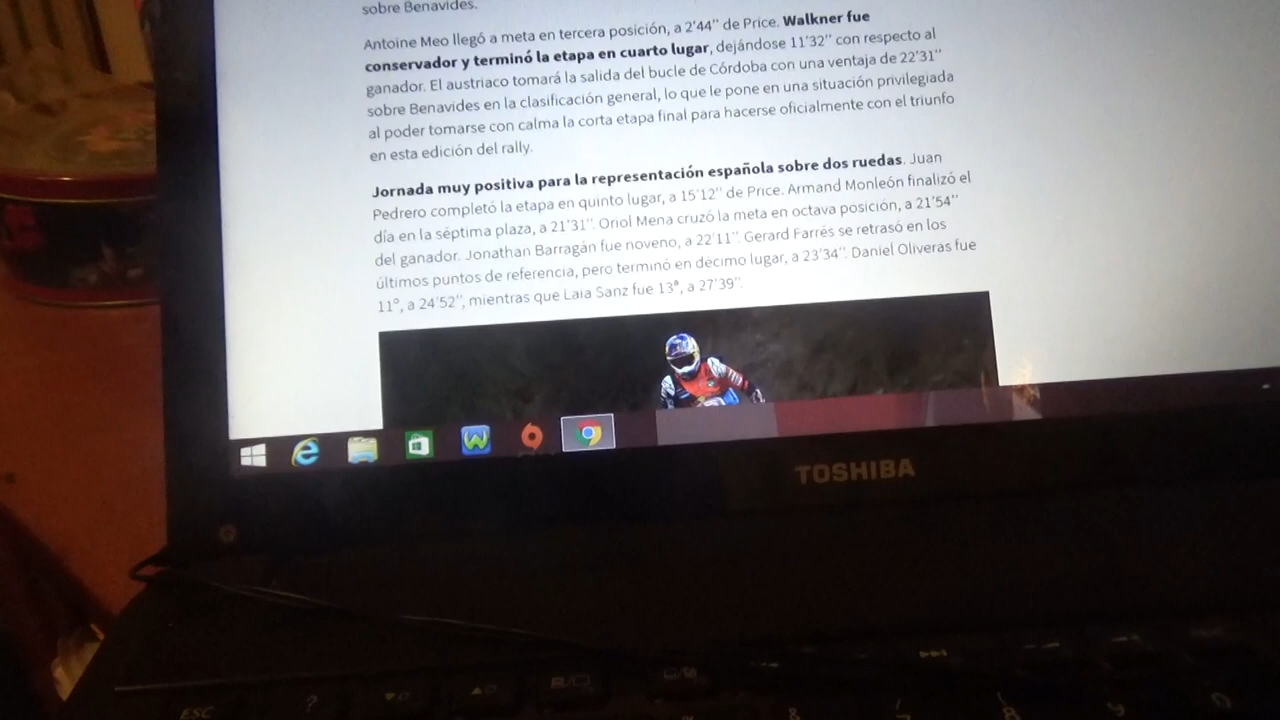 sobre Benavides.
Antoine Meo llegó a meta en tercera posición, a 2'44'' de Price. Walkner fue
conservador y terminó la etapa en cuarto lugar, dejándose 11'32'' con respecto al
ganador. El austriaco tomará la salida del bucle de Córdoba con una ventaja de 22'31''
sobre Benavides en la clasificación general, lo que le pone en una situación privilegiada
al poder tomarse con calma la corta etapa final para hacerse oficialmente con el triunfo
en esta edición del rally.
Jornada muy positiva para la representación española sobre dos ruedas. Juan
Pedrero completó la etapa en quinto lugar, a 15'12'' de Price. Armand Monleón finalizó el
día en la séptima plaza, a 21'31''. Oriol Mena cruzó la meta en octava posición, a 21'54''
del ganador. Jonathan Barragán fue noveno, a 22'11''. Gerard Farrés se retrasó en los
últimos puntos de referencia, pero terminó en décimo lugar, a 23'34''. Daniel Oliveras fue
11º, a 24'52'', mientras que Laia Sanz fue 13ª, a 27'39''.
TOSHIBA
ESC
?